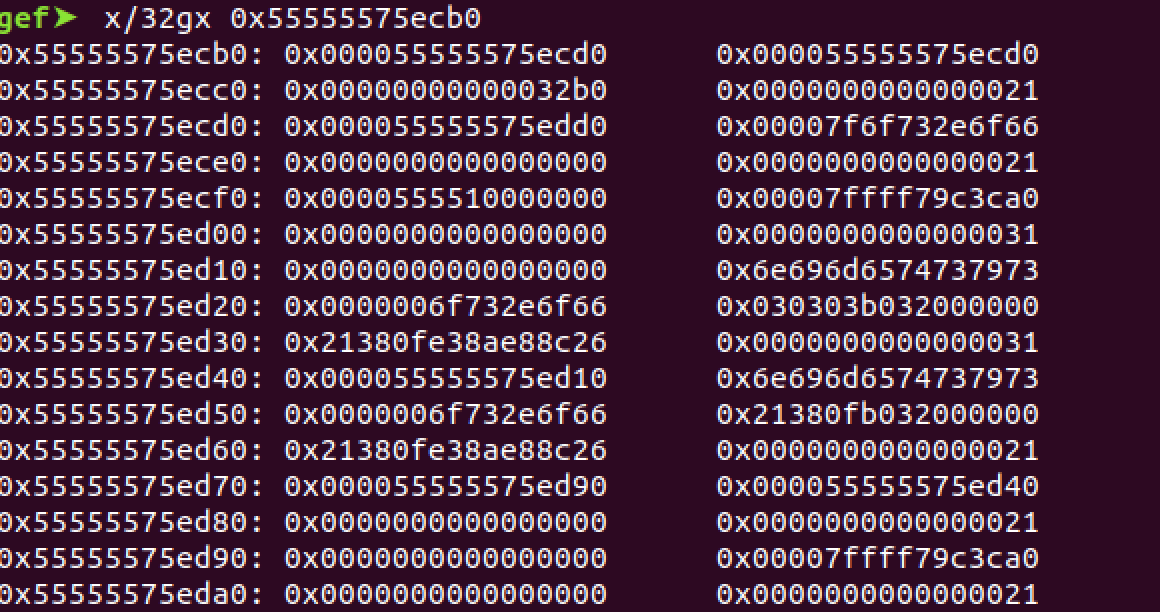 gef➤ x/32gx 0x55555575ecb0
0x55555575ecb0: 0x000055555575ecd0 0x000055555575ecd0
0x55555575ecc0: 0x00000000000032b0 0x0000000000000021
0x55555575ecd0: 0x000055555575edd0 0x00007f6f732e6f66
0x55555575ece0: 0x0000000000000000 0x0000000000000021
0x55555575ecf0: 0x0000555510000000 0x00007ffff79c3ca0
0x55555575ed00: 0x0000000000000000 0x0000000000000031
0x55555575ed10: 0x0000000000000000 0x6e696d6574737973
0x55555575ed20: 0x0000006f732e6f66 0x030303b032000000
0x55555575ed30: 0x21380fe38ae88c26 0x0000000000000031
0x55555575ed40: 0x000055555575ed10 0x6e696d6574737973
0x55555575ed50: 0x0000006f732e6f66 0x21380fb032000000
0x55555575ed60: 0x21380fe38ae88c26 0x0000000000000021
0x55555575ed70: 0x000055555575ed90 0x000055555575ed40
0x55555575ed80: 0x0000000000000000 0x0000000000000021
0x55555575ed90: 0x0000000000000000 0x00007ffff79c3ca0
0x55555575eda0: 0x0000000000000000 0x0000000000000021